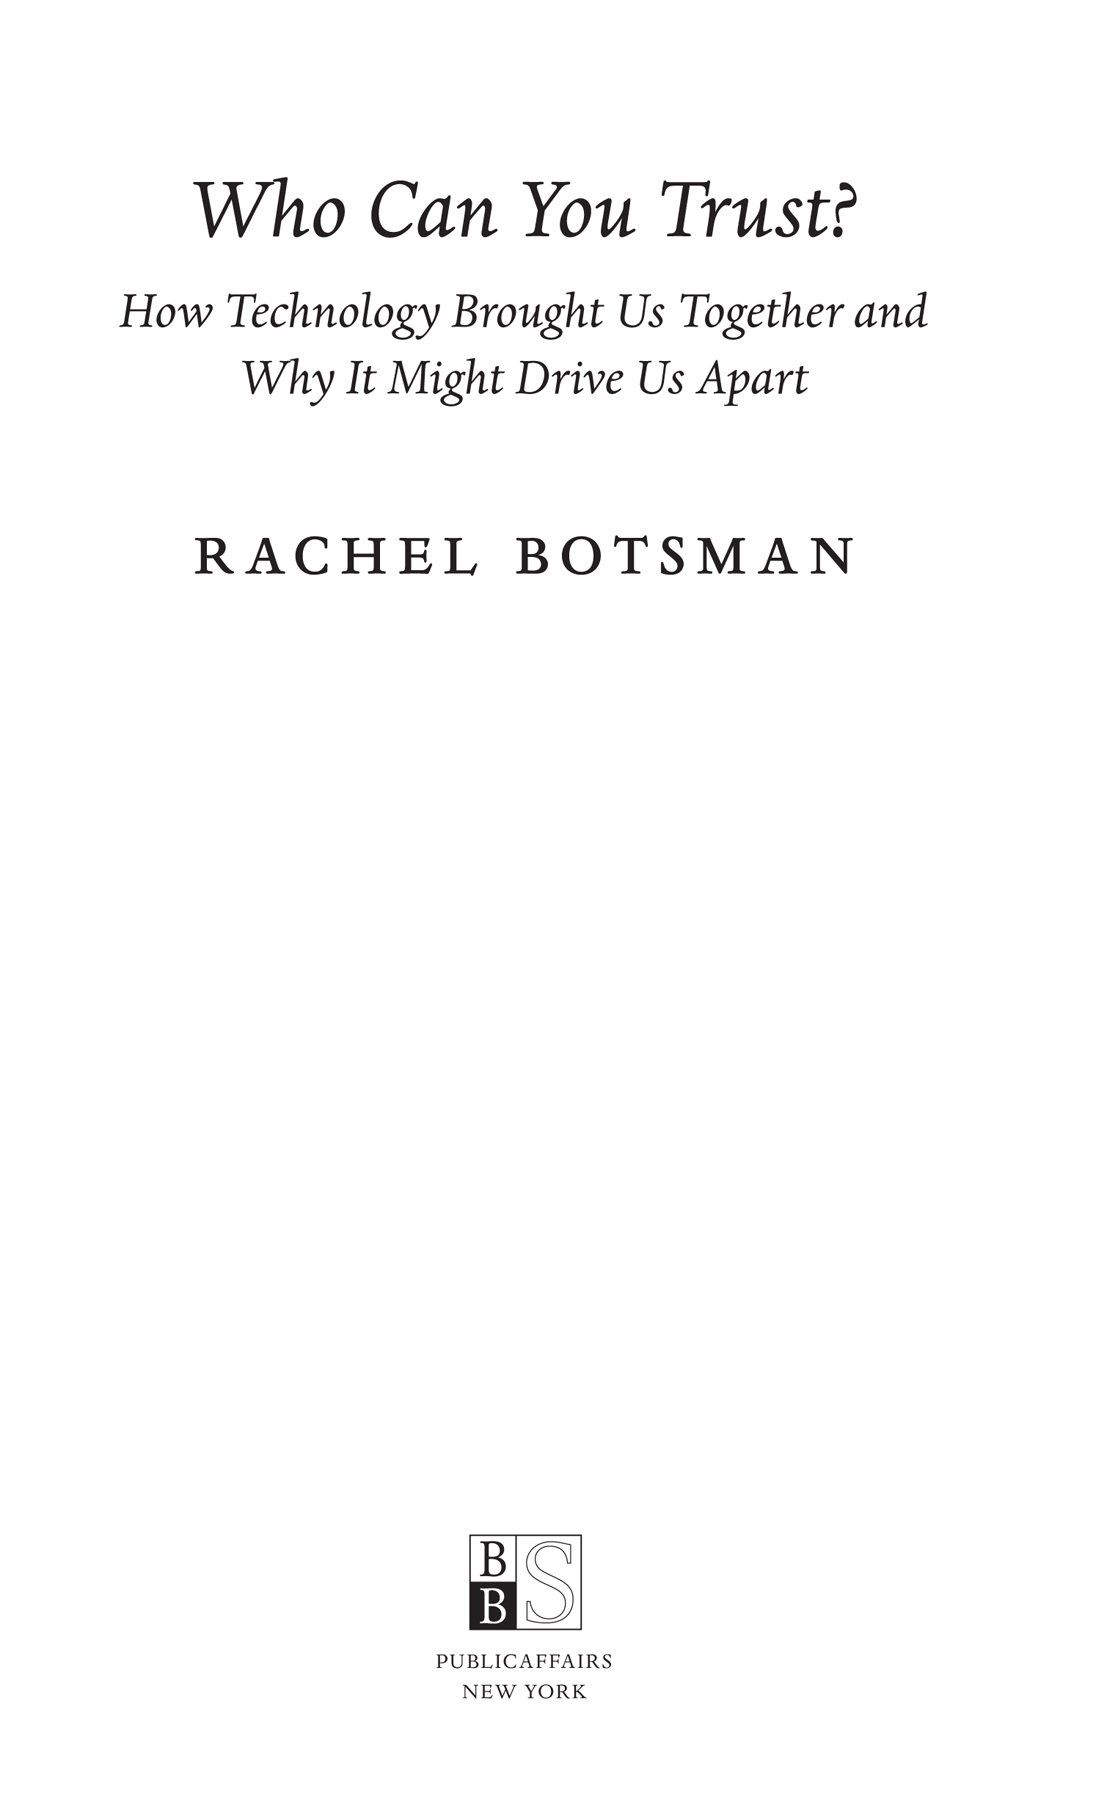 Who Can You Trust?
How Technology Brought Us Together and
Why It Might Drive Us Apart
RACHEL BOTSMAN
B
B
S
PUBLICAFFAIRS
NEW YORK